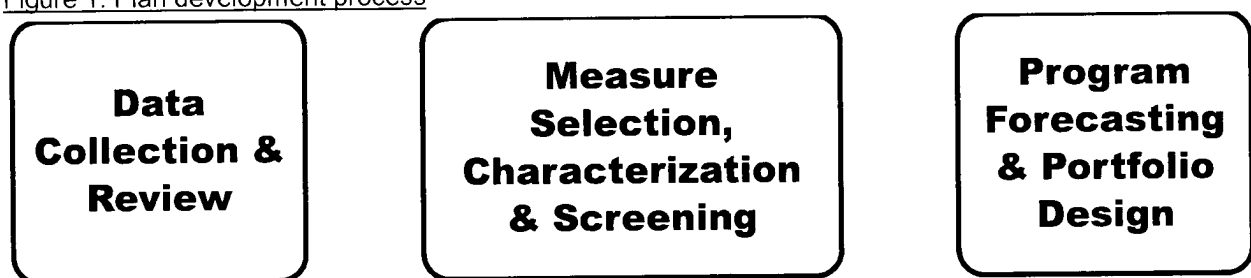 Figure 1: Plan development process
Data
Collection &
Review
Measure
Selection,
Characterization
& Screening
Program
Forecasting
& Portfolio
Design